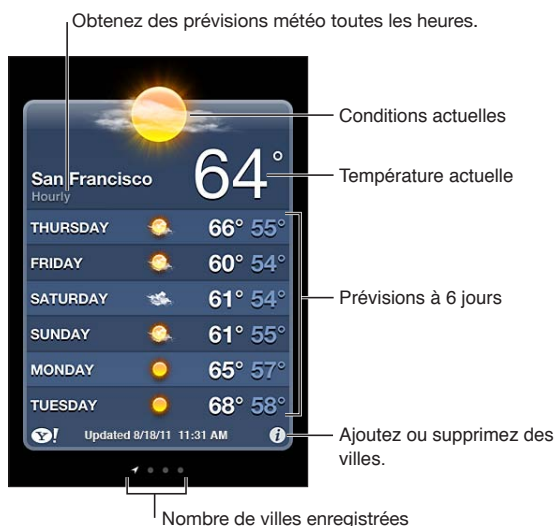 Obtenez des prévisions météo toutes les heures.
Conditions actuelles
64°
Température actuelle
San Francisco
Hourly
THURSDAY 66° 55°
FRIDAY 60° 54°
SATURDAY 61° 54°
Prévisions à 6 jours
SUNDAY 61° 55°
MONDAY 65° 57°
TUESDAY 68° 58°
Y! Updated 8/18/11 11:31 AM i
Ajoutez ou supprimez des
villes.
Nombre de villes enregistrées